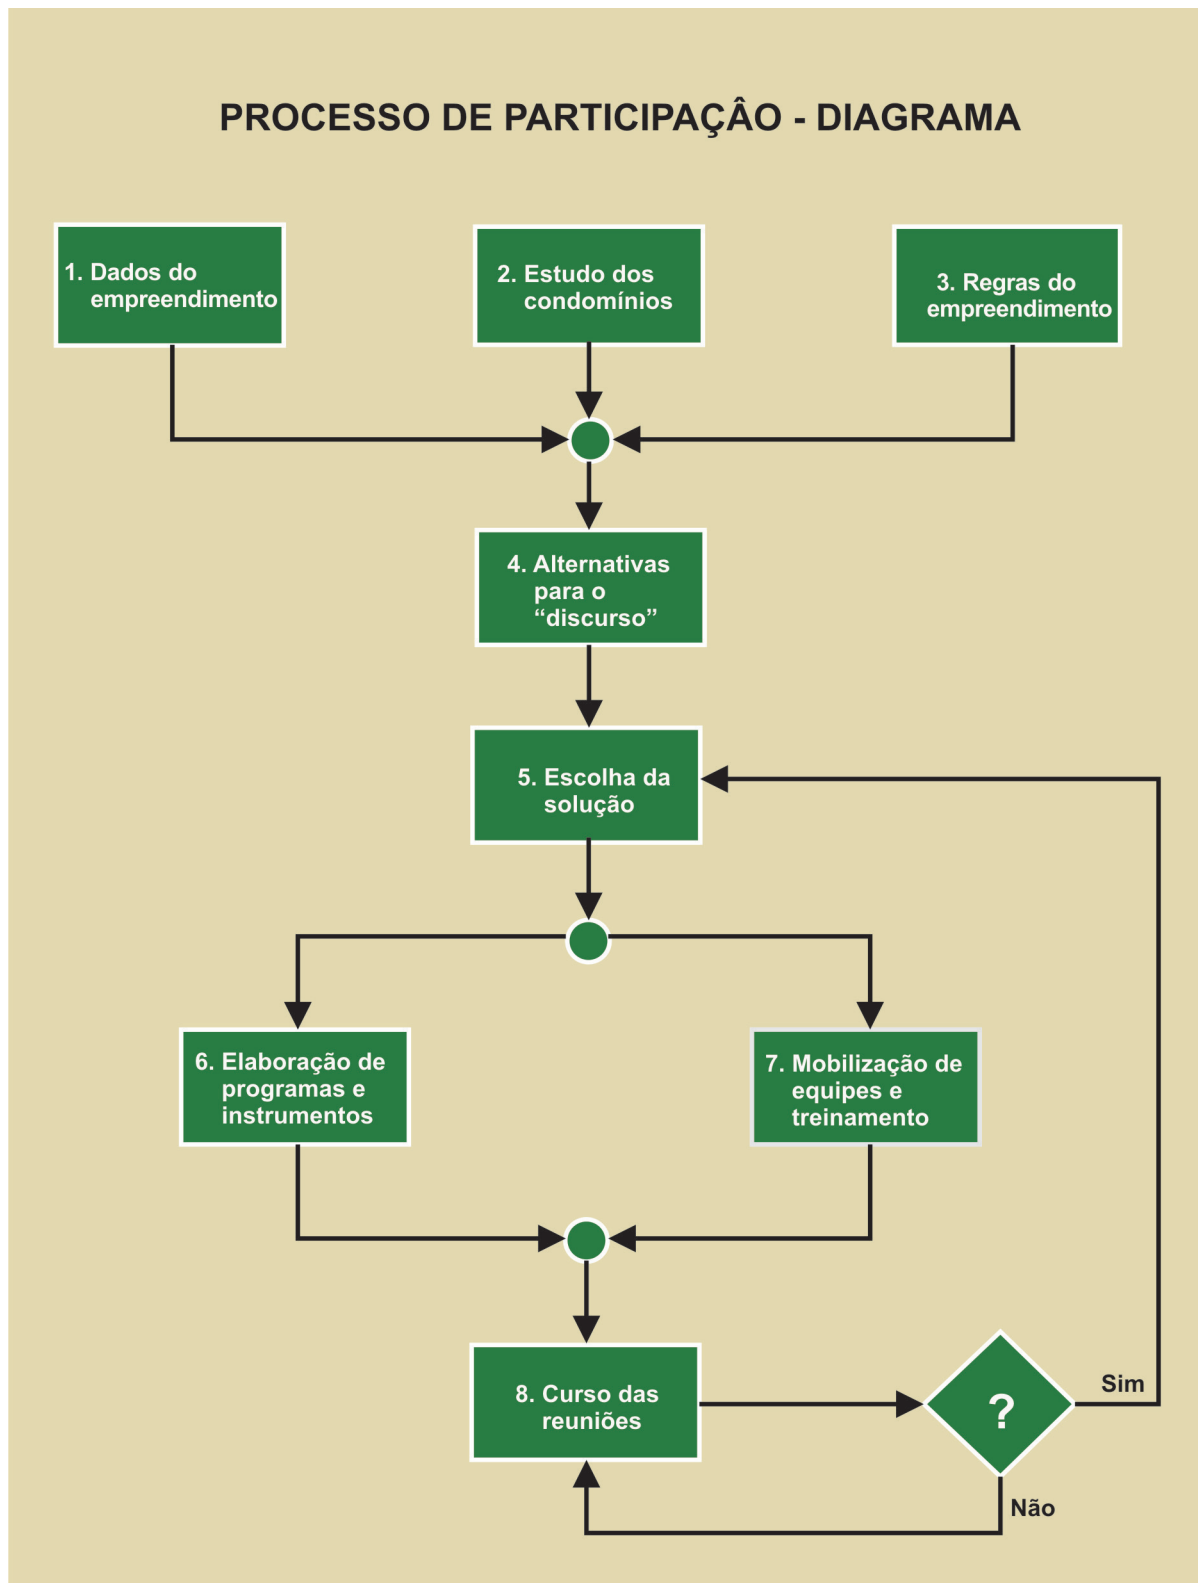 PROCESSO DE PARTICIPAÇÂO - DIAGRAMA
1. Dados do
empreendimento
2. Estudo dos
condomínios
3. Regras do
empreendimento
4. Alternativas
para o
“discurso”
5. Escolha da
solução
6. Elaboração de
programas e
instrumentos
7. Mobilização de
equipes e
treinamento
8. Curso das
reuniões
?
Sim
Não